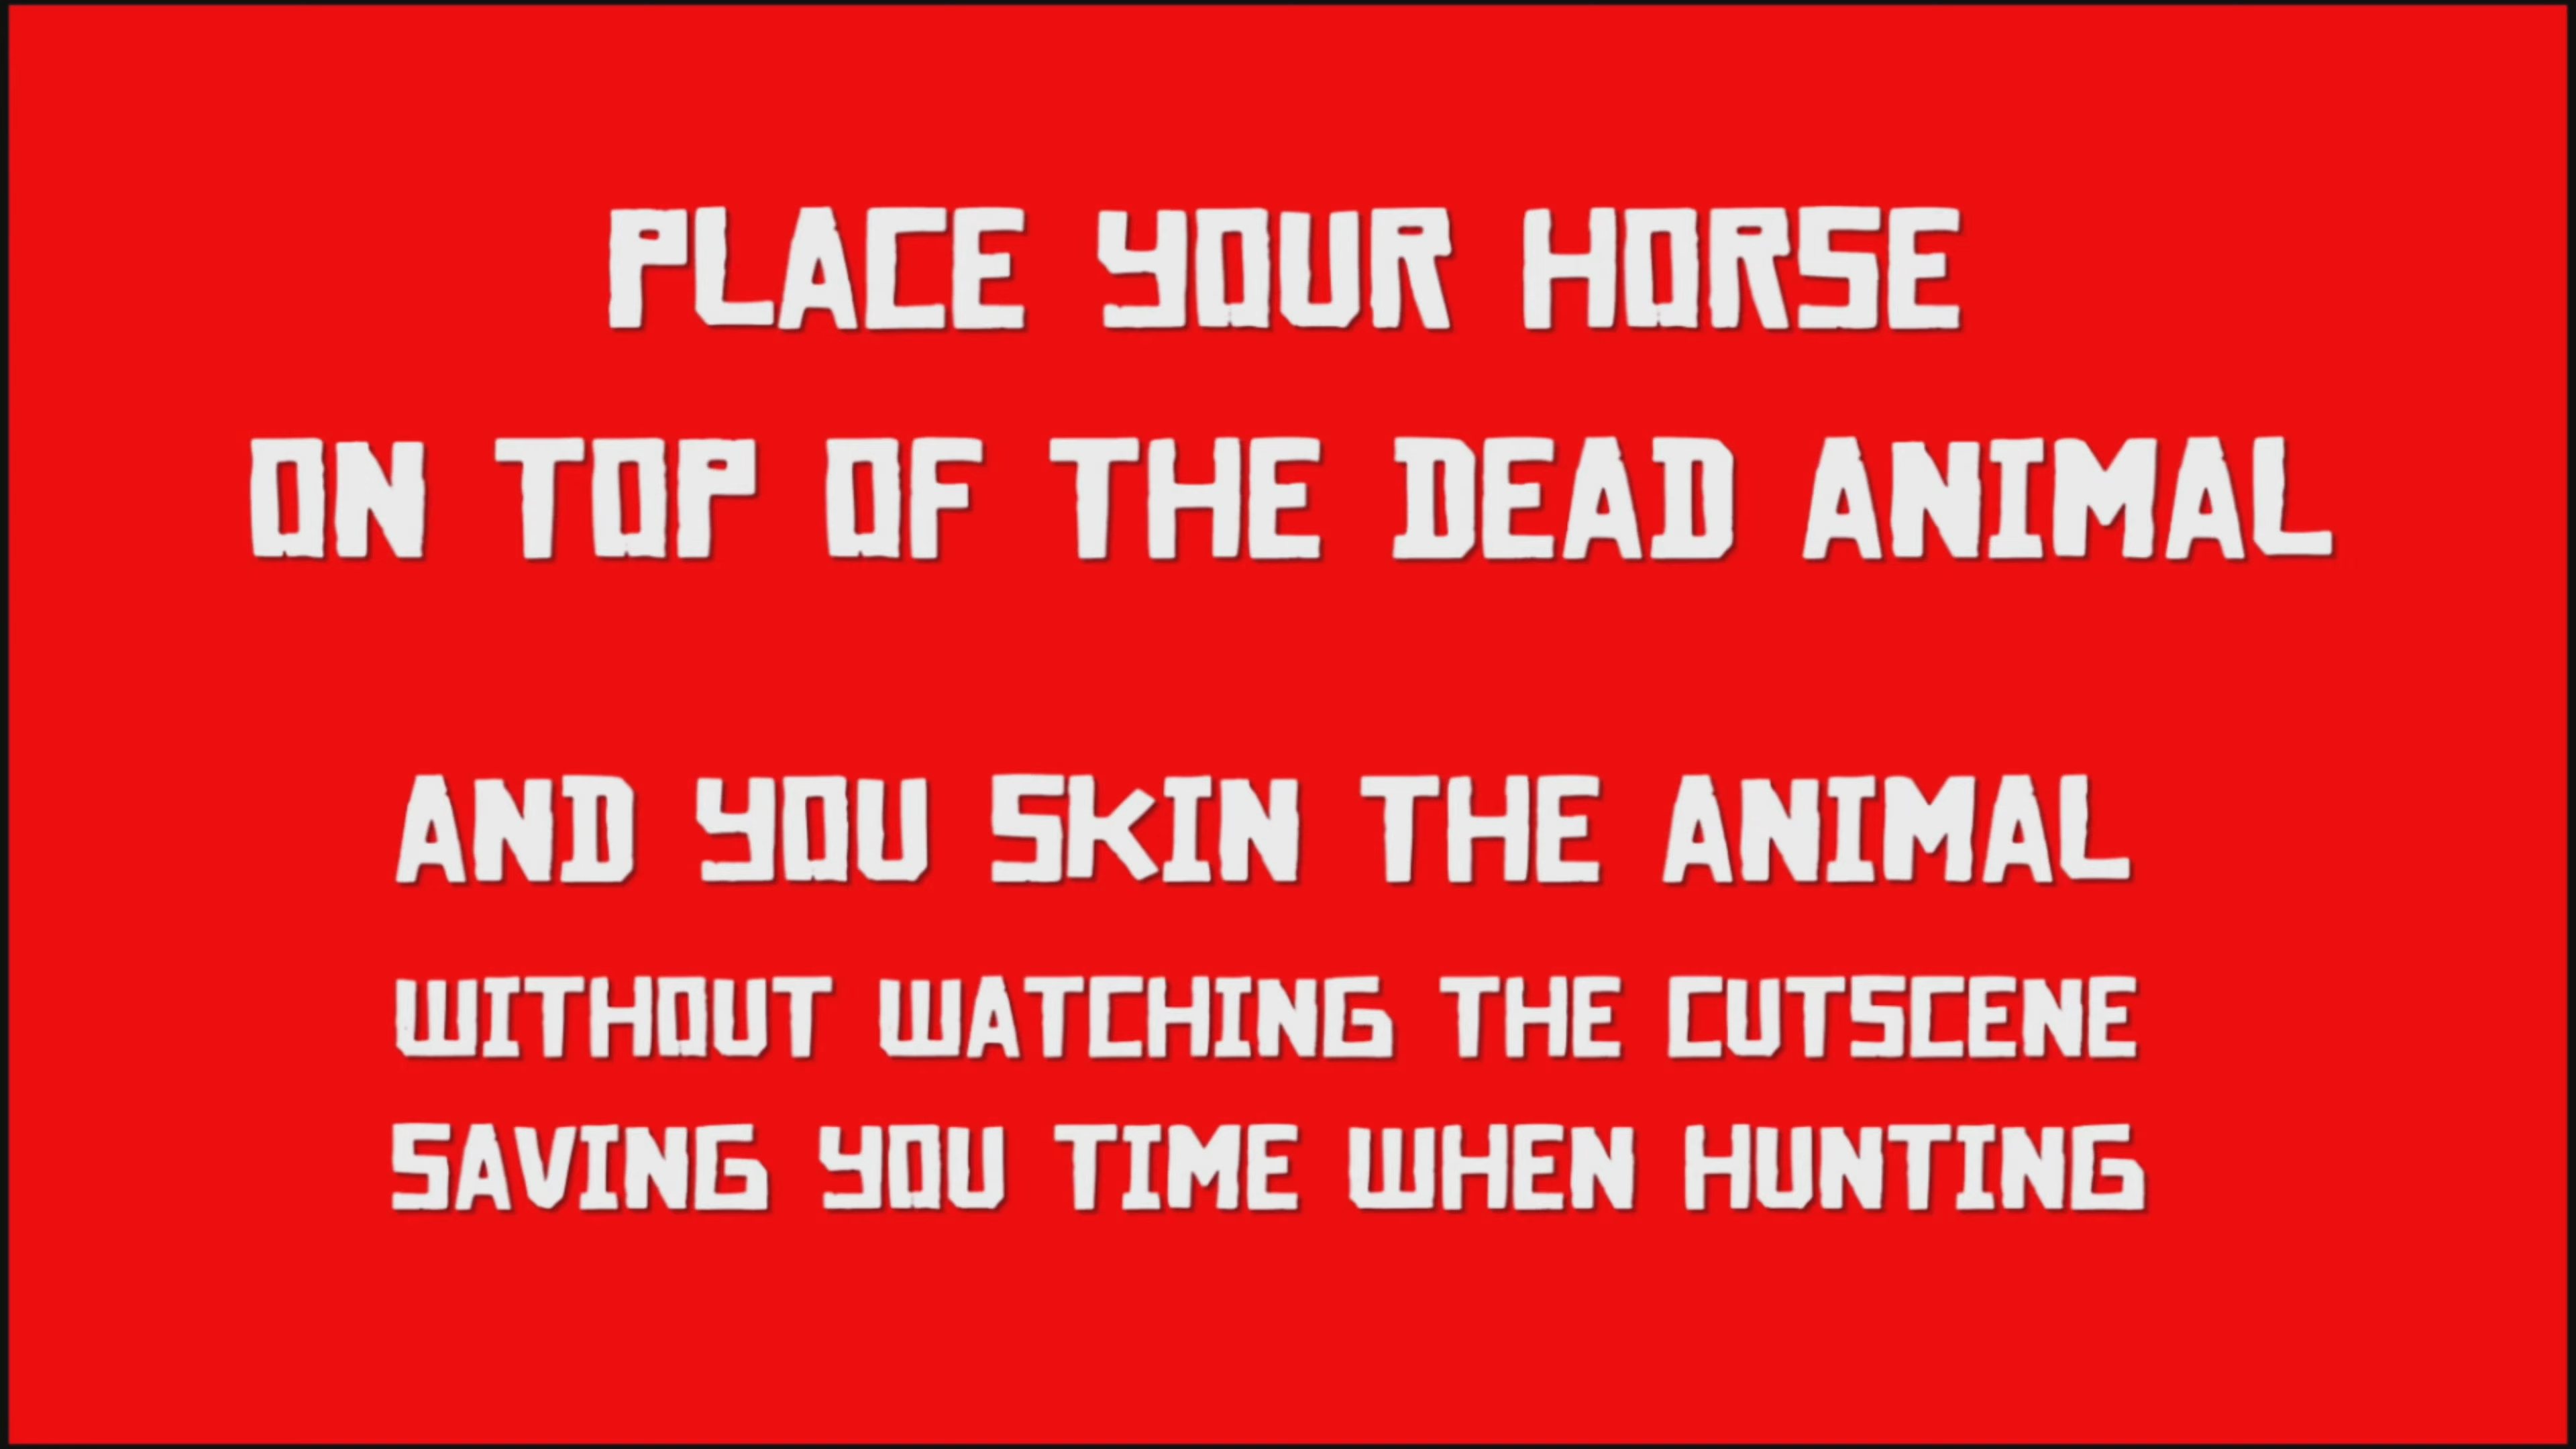 PLACE YOUR HORSE
ON TOP OF THE DEAD ANIMAL
AND YOU SKIN THE ANIMAL
WITHOUT WATCHING THE CUTSCENE
SAVING YOU TIME WHEN HUNTING